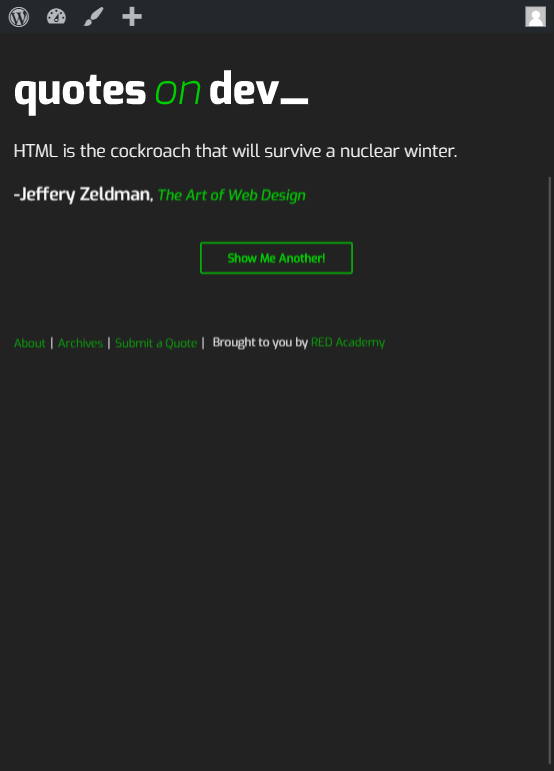 quotes on dev_
HTML is the cockroach that will survive a nuclear winter.
-Jeffery Zeldman, The Art of Web Design
Show Me Another!
About | Archives | Submit a Quote | Brought to you by RED Academy